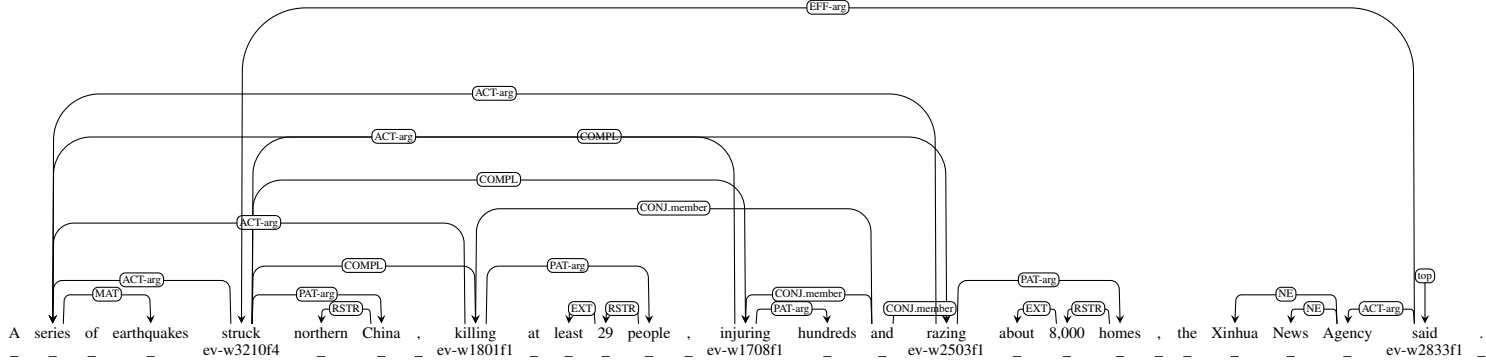 EFF-arg
ACT-arg
ACT-arg COMPL
COMPL
CONJ.member
ACT-arg
COMPL PAT-arg
ACT-arg PAT-arg top
MAT PAT-arg CONJ.member NE
RSTR EXT RSTR PAT-arg CONJ.member EXT RSTR NE ACT-arg
A series of earthquakes struck northern China , killing at least 29 people , injuring hundreds and razing about 8,000 homes , the Xinhua News Agency said .
_ _ _ _ ev-w3210f4 _ _ _ ev-w1801f1 _ _ _ _ _ ev-w1708f1 _ _ ev-w2503f1 _ _ _ _ _ _ _ _ ev-w2833f1 _